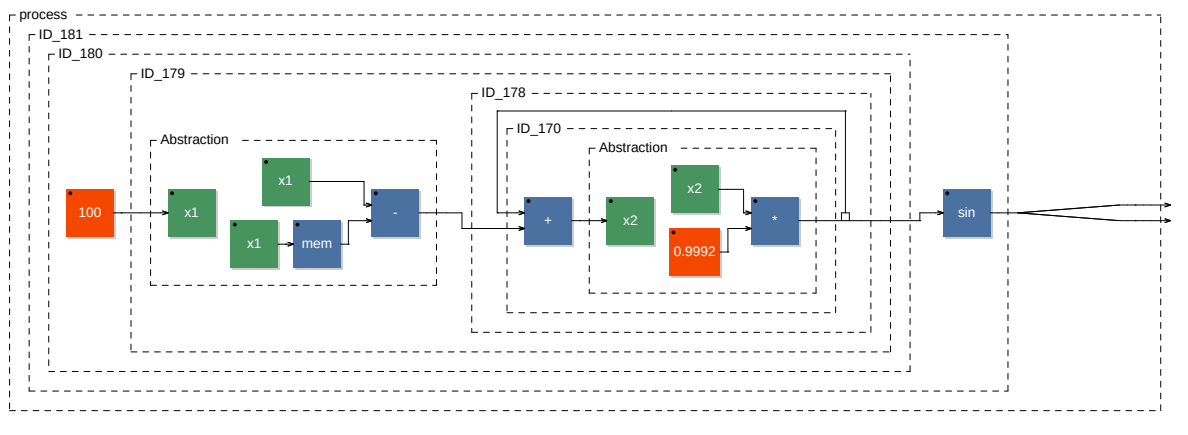 process
ID_181
ID_180
ID_179
ID_178
ID_170
Abstraction
Abstraction
x1
x2
100
x1
-
+
x2
*
sin
x1
mem
0.9992